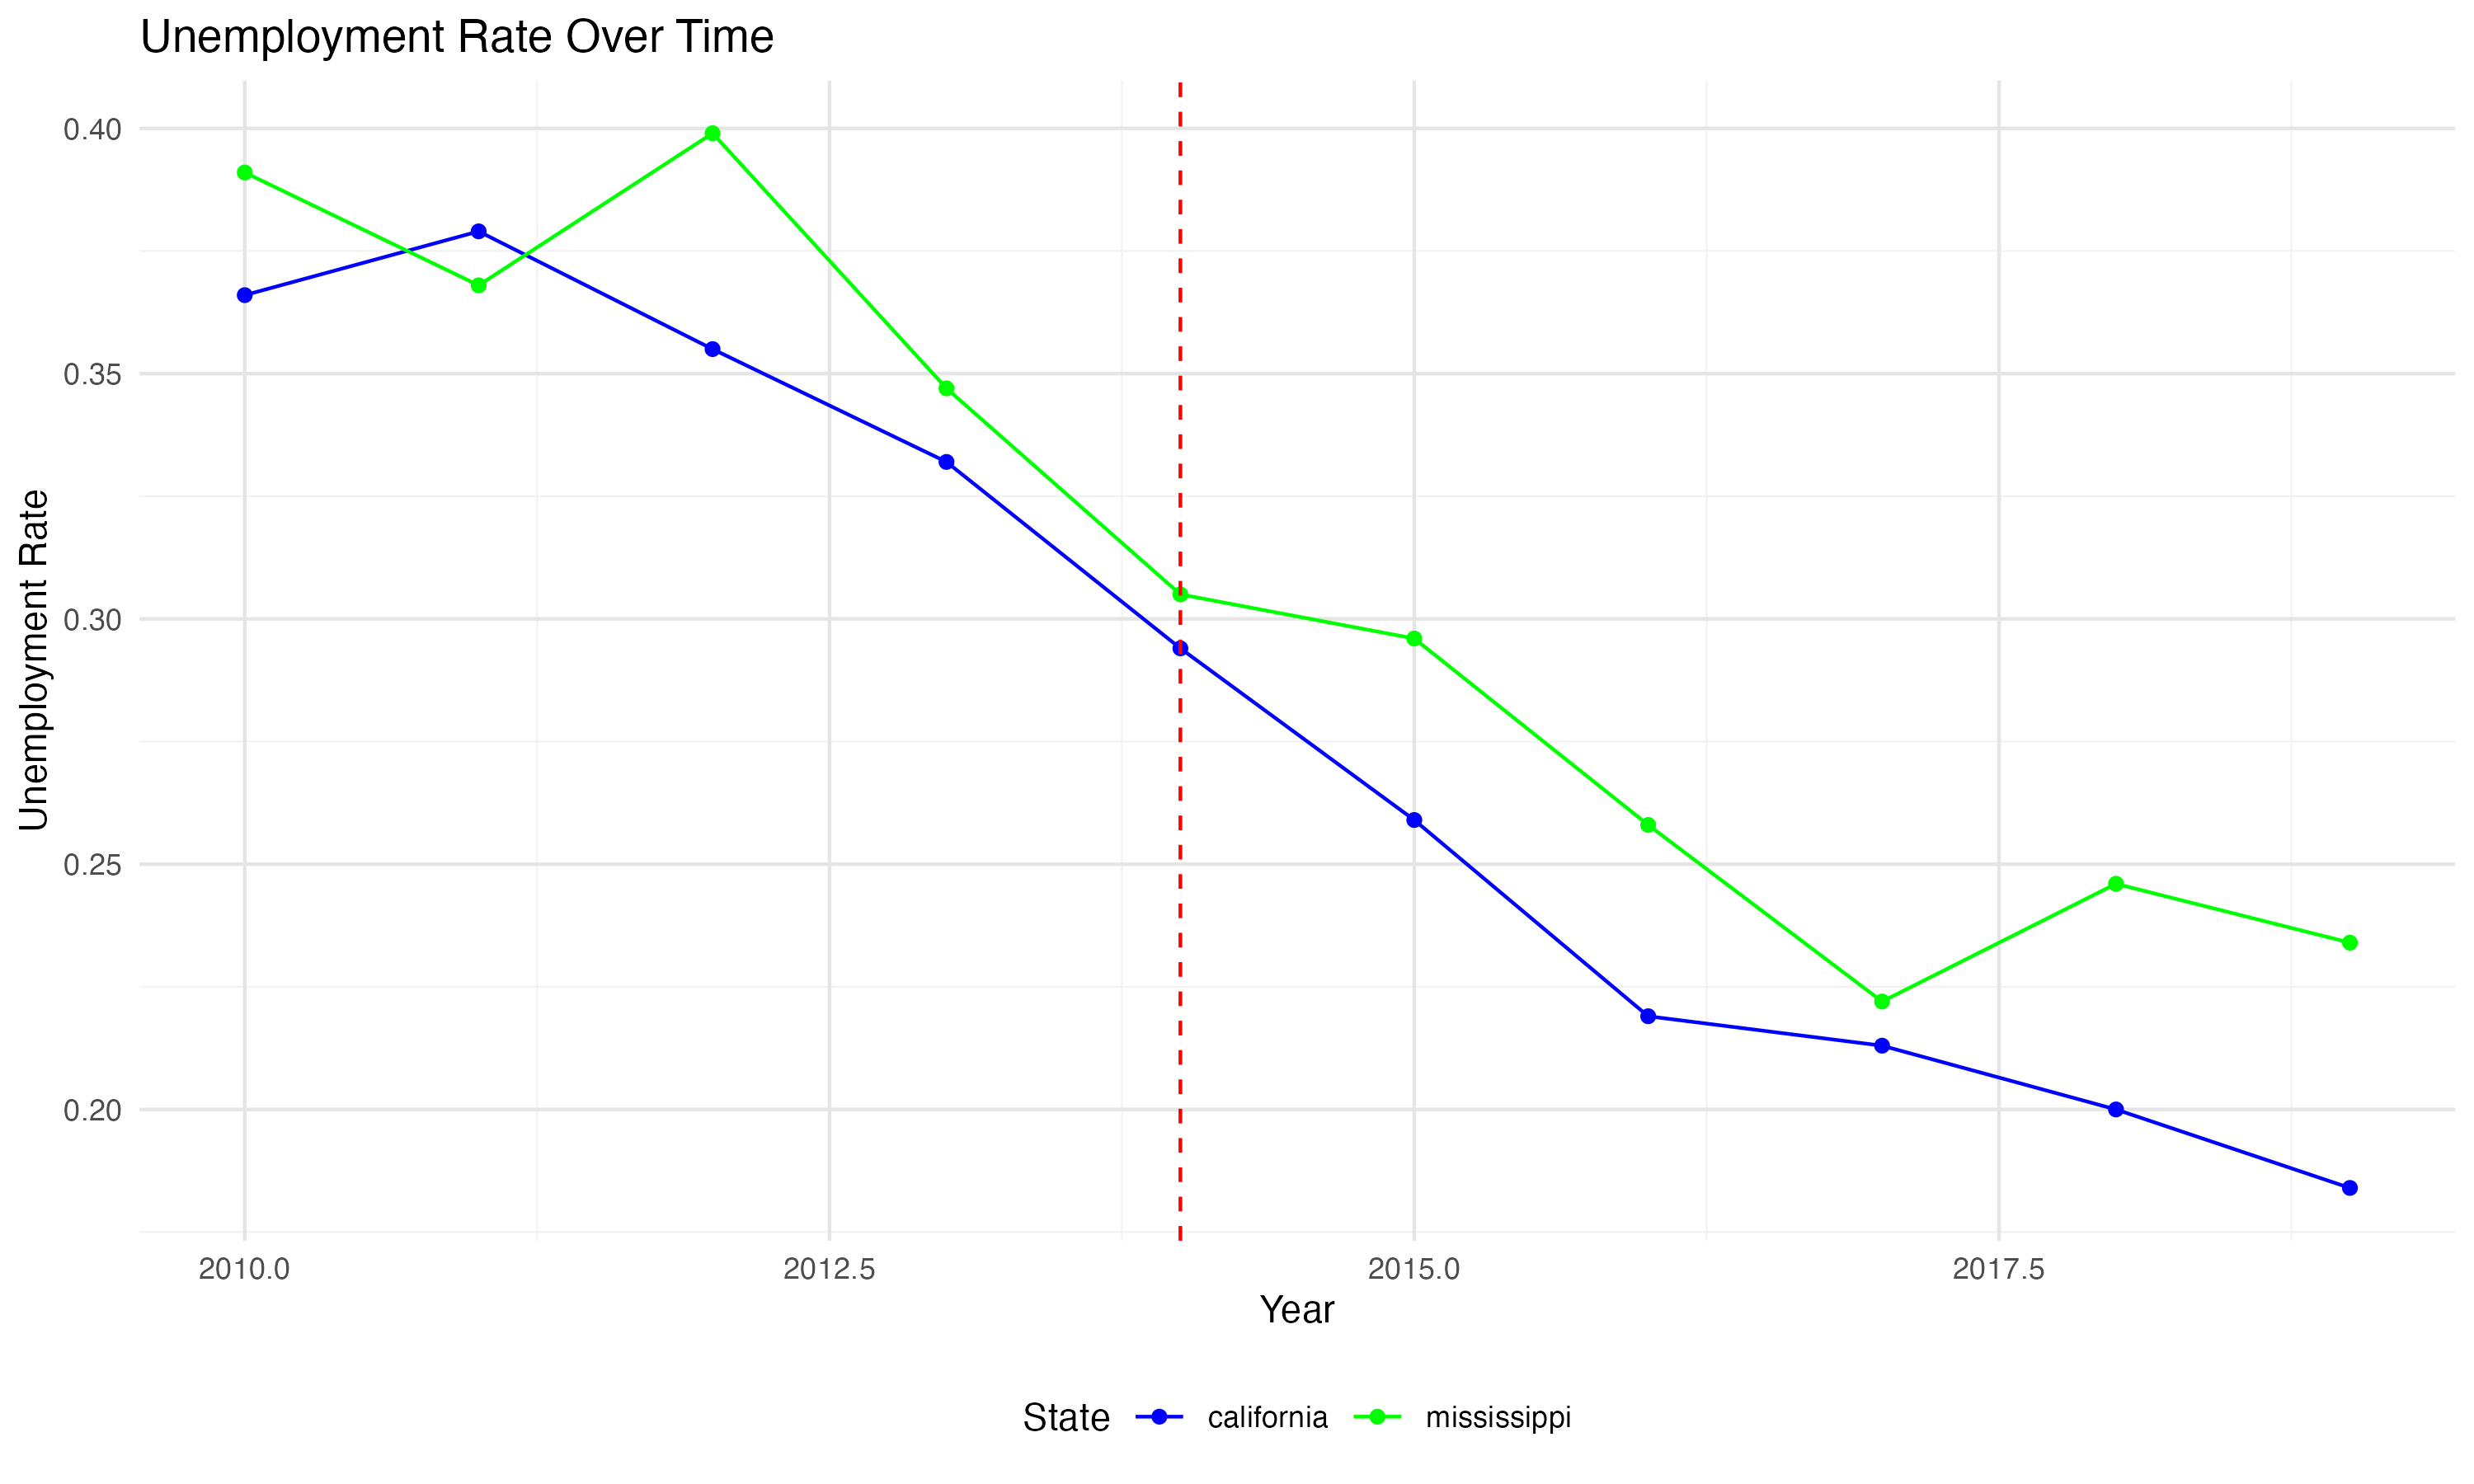 Unemployment Rate Over Time
Unemployment Rate
0.40
0.35
0.30
0.25
0.20
2010.0 2012.5 2015.0 2017.5
Year
State california mississippi